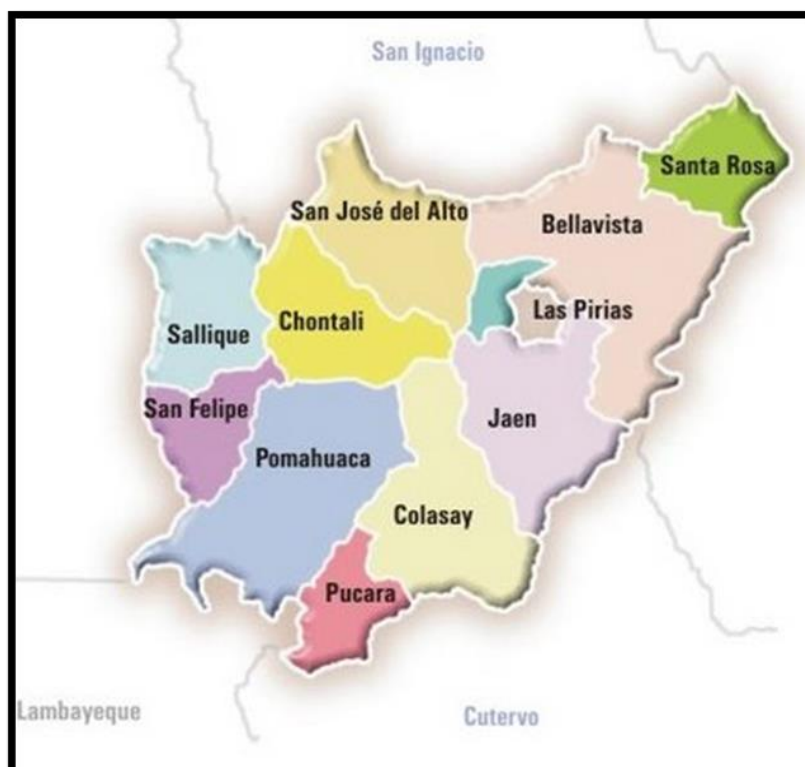 San Ignacio
Santa Rosa
San José del Alto
Bellavista
Las Pirias
Chontali
Sallique
San Felipe
Jaen
Pomahuaca
Colasay
Pucara
Lambayeque
Cutervo